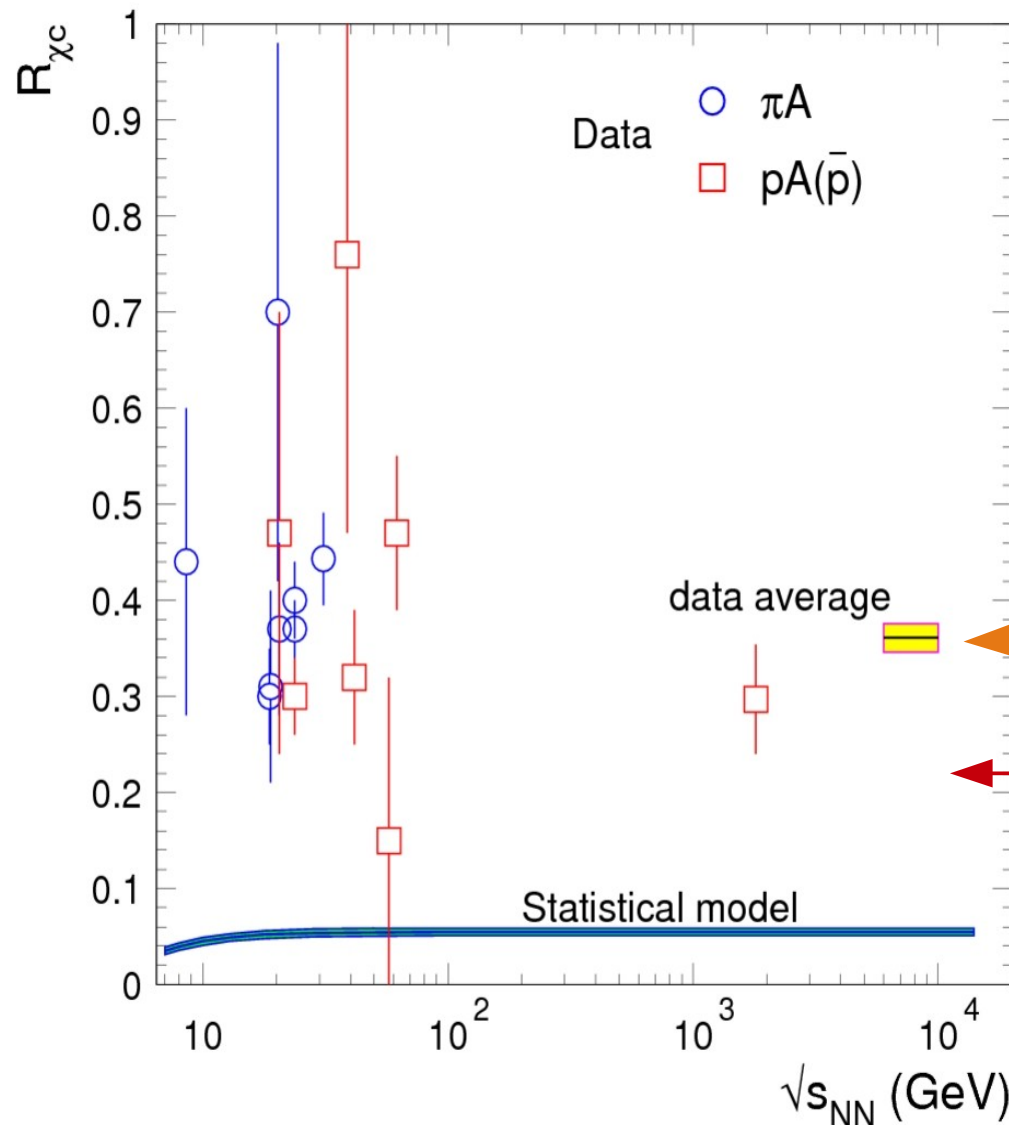 R_χc
1
0.9
0.8
0.7
0.6
0.5
0.4
0.3
0.2
0.1
0
Data
πA
pA(p̄)
data average
Statistical model
10
10²
10³
10⁴
√s_NN (GeV)